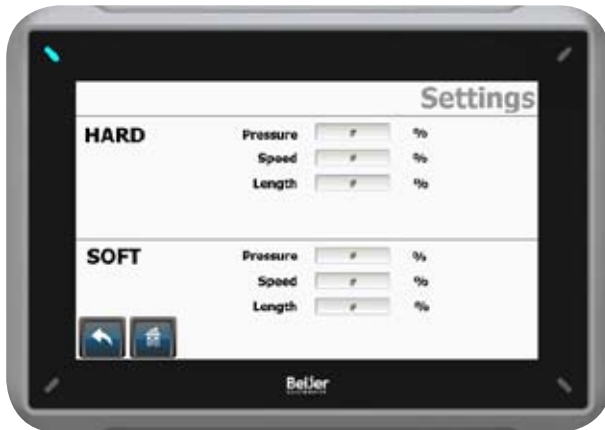 Settings
HARD
Pressure # %
Speed # %
Length # %
SOFT
Pressure # %
Speed # %
Length # %
Beijer